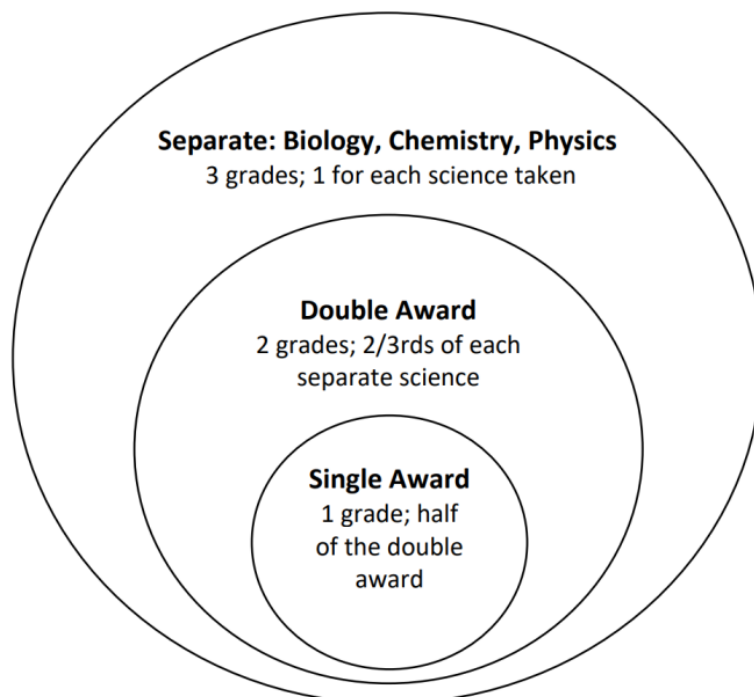 Separate: Biology, Chemistry, Physics
3 grades; 1 for each science taken
Double Award
2 grades; 2/3rds of each
separate science
Single Award
1 grade; half
of the double
award